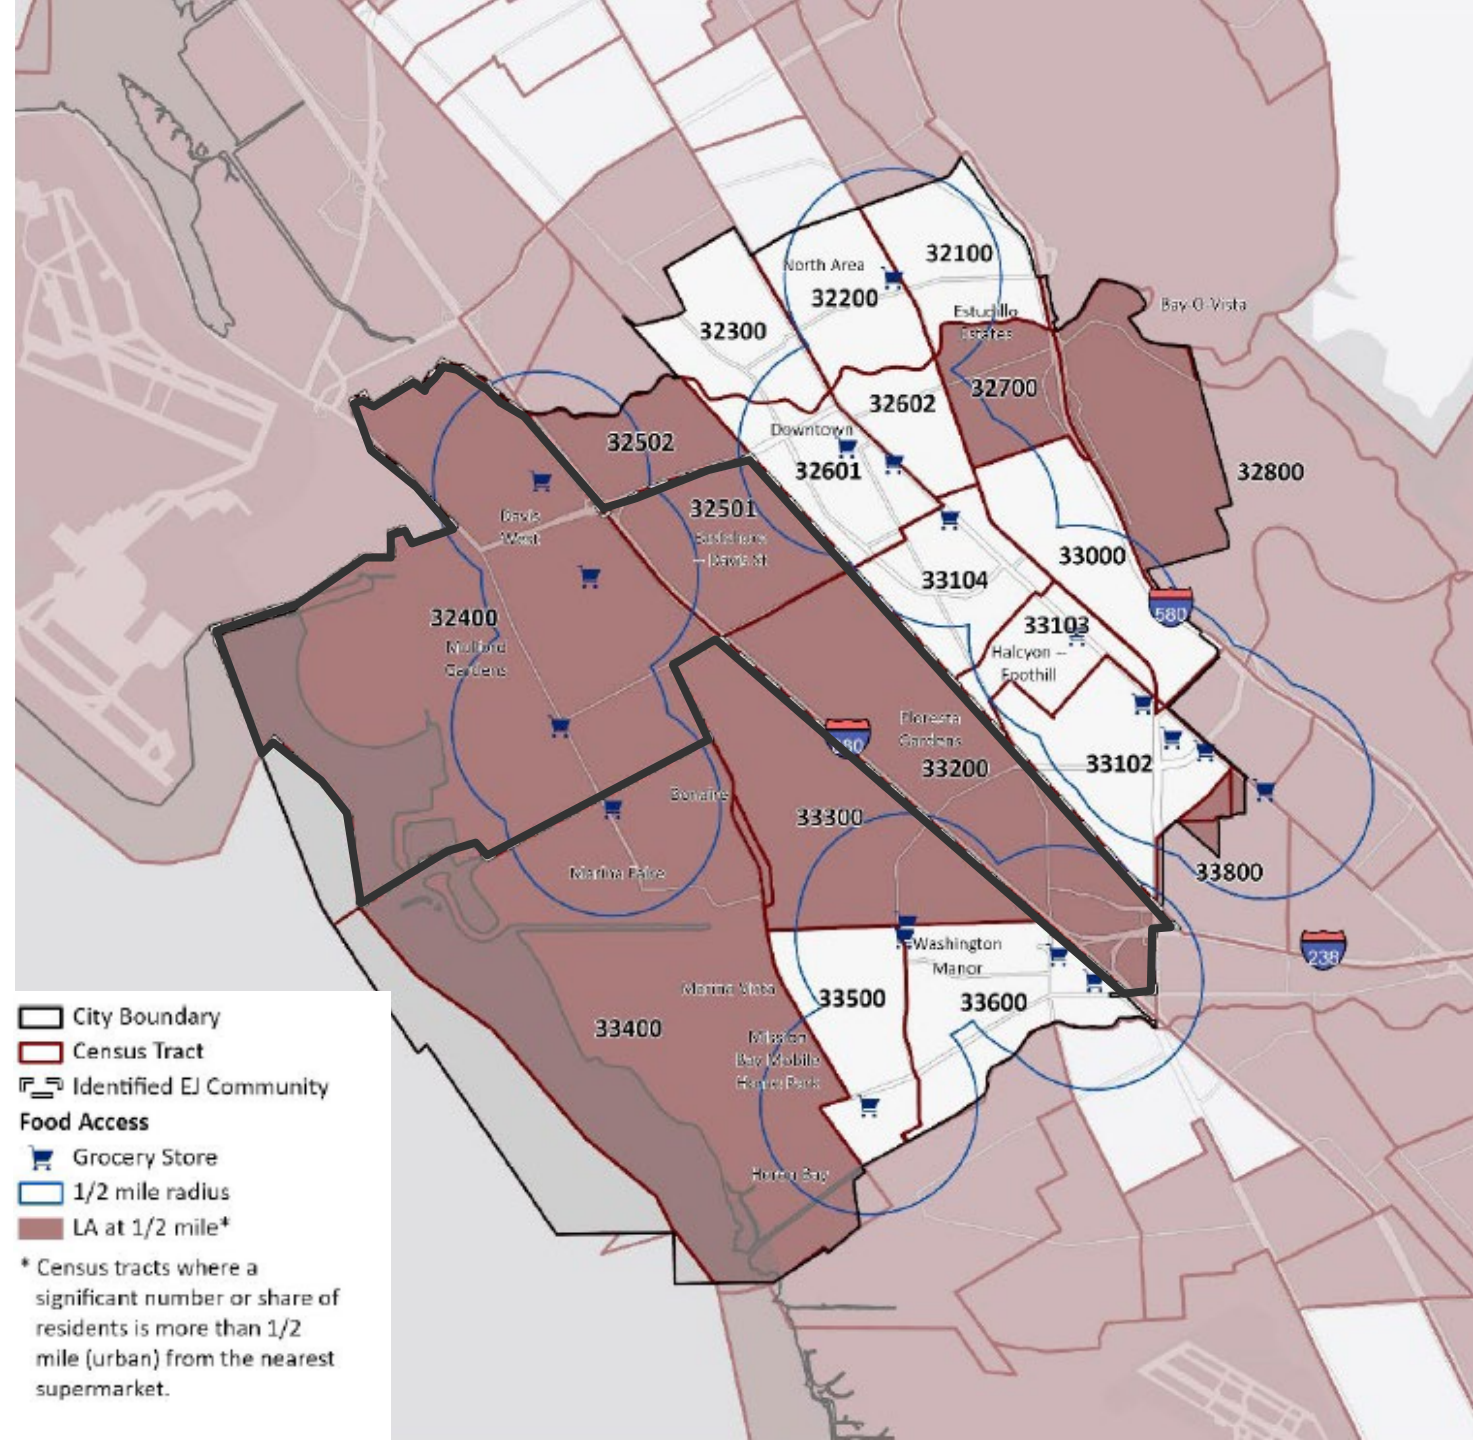 32100
North Area
32200
Bay-O-Vista
Estudillo
Estates
32300
32700
32602
Downtown
32502
32601
32800
32501
Davis
West
– Davis St
33000
33104
580
32400
33103
Mulford
Gardens
Halcyon –
Foothill
Floresta
Gardens
33102
33200
Bonaire
33300
Marina Faire
33800
Washington
Manor
238
Marina Vista
33500
33600
33400
Mission
Bay Mobile
Home Park
Heron Bay
City Boundary
Census Tract
Identified EJ Community
Food Access
Grocery Store
1/2 mile radius
LA at 1/2 mile*
* Census tracts where a
significant number or share of
residents is more than 1/2
mile (urban) from the nearest
supermarket.